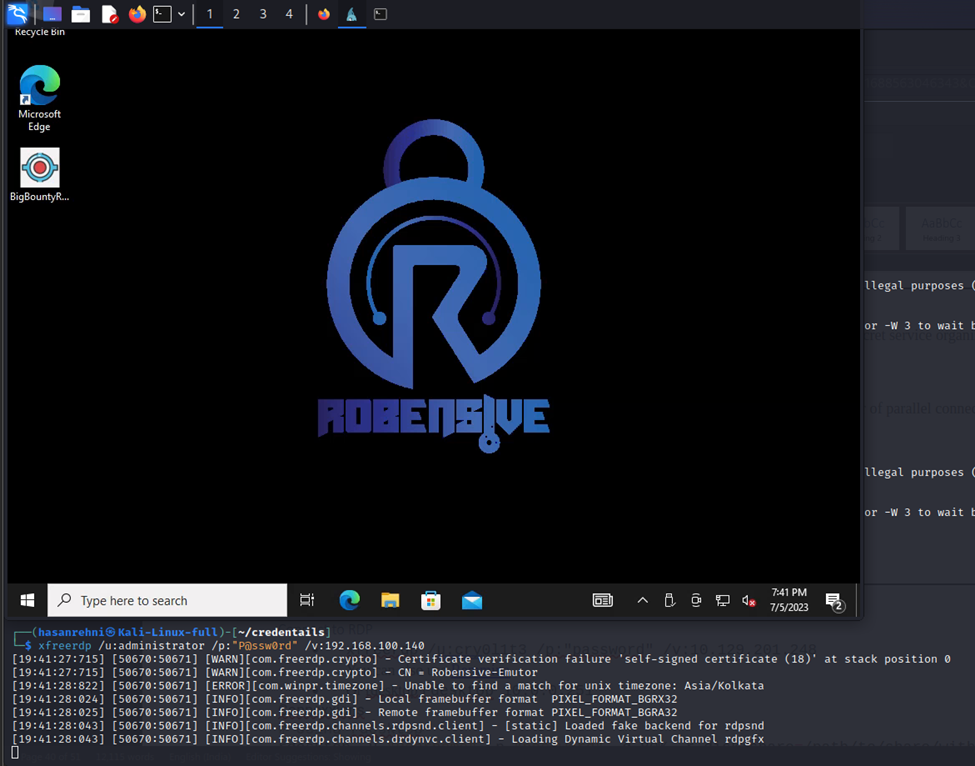 1 2 3 4
Recycle Bin
Microsoft
Edge
BigBountyR...
ROBENSIVE
llegal purposes (
or -W 3 to wait b
service organ
of parallel conne
llegal purposes (
or -W 3 to wait b
Type here to search
7:41 PM
7/5/2023
2
┌──(hasanrehni㉿Kali-Linux-full)-[~/credentails]
└─$ xfreerdp /u:administrator /p:"P@ssw0rd" /v:192.168.100.140
[19:41:27:715] [50670:50671] [WARN][com.freerdp.crypto] - Certificate verification failure 'self-signed certificate (18)' at stack position 0
[19:41:27:715] [50670:50671] [WARN][com.freerdp.crypto] - CN = Robensive-Emutor
[19:41:28:822] [50670:50671] [ERROR][com.winpr.timezone] - Unable to find a match for unix timezone: Asia/Kolkata
[19:41:28:024] [50670:50671] [INFO][com.freerdp.gdi] - Local framebuffer format  PIXEL_FORMAT_BGRX32
[19:41:28:025] [50670:50671] [INFO][com.freerdp.gdi] - Remote framebuffer format PIXEL_FORMAT_BGRA32
[19:41:28:043] [50670:50671] [INFO][com.freerdp.channels.rdpsnd.client] - [static] Loaded fake backend for rdpsnd
[19:41:28:043] [50670:50671] [INFO][com.freerdp.channels.drdynvc.client] - Loading Dynamic Virtual Channel rdpgfx